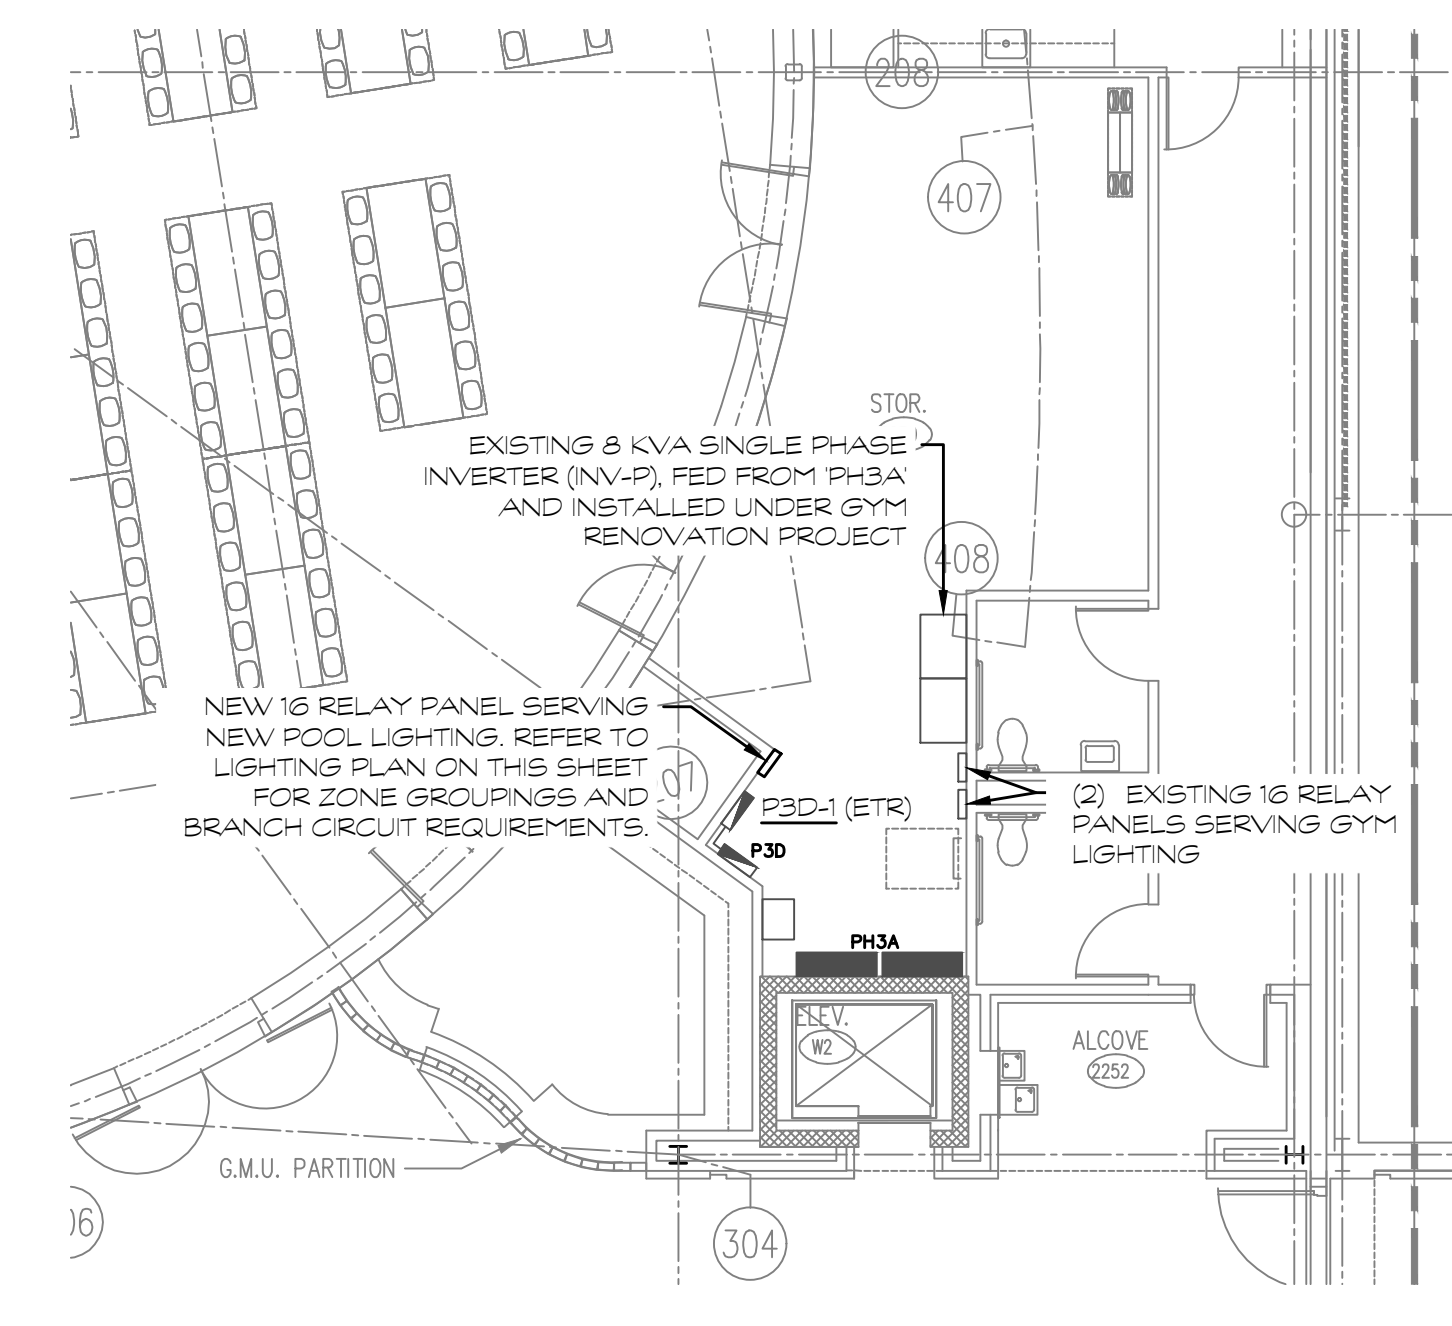 208
407
STOR.
EXISTING 8 KVA SINGLE PHASE
INVERTER (INV-P), FED FROM 'PH3A'
AND INSTALLED UNDER GYM
RENOVATION PROJECT
408
NEW 16 RELAY PANEL SERVING
NEW POOL LIGHTING. REFER TO
LIGHTING PLAN ON THIS SHEET
FOR ZONE GROUPINGS AND
BRANCH CIRCUIT REQUIREMENTS.
07
P3D-1 (ETR)
P3D
(2) EXISTING 16 RELAY
PANELS SERVING GYM
LIGHTING
PH3A
ELEV.
W2
ALCOVE
2252
G.M.U. PARTITION
06
304